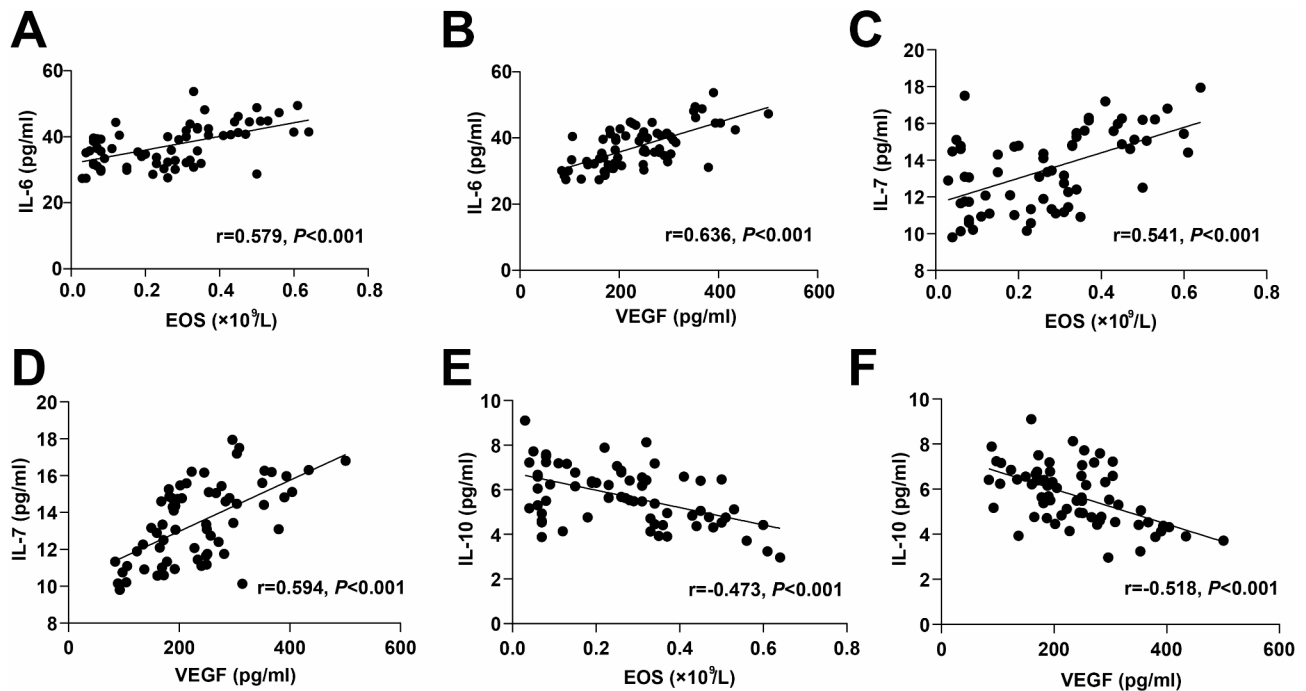 A
60
40
20
0
IL-6 (pg/ml)
0.0 0.2 0.4 0.6 0.8
EOS (×10⁹/L)
r=0.579, P<0.001
B
60
40
20
0
IL-6 (pg/ml)
0 200 400 600
VEGF (pg/ml)
r=0.636, P<0.001
C
20
18
16
14
12
10
8
IL-7 (pg/ml)
0.0 0.2 0.4 0.6 0.8
EOS (×10⁹/L)
r=0.541, P<0.001
D
20
18
16
14
12
10
8
IL-7 (pg/ml)
0 200 400 600
VEGF (pg/ml)
r=0.594, P<0.001
E
10
8
6
4
2
0
IL-10 (pg/ml)
0.0 0.2 0.4 0.6 0.8
EOS (×10⁹/L)
r=-0.473, P<0.001
F
10
8
6
4
2
0
IL-10 (pg/ml)
0 200 400 600
VEGF (pg/ml)
r=-0.518, P<0.001